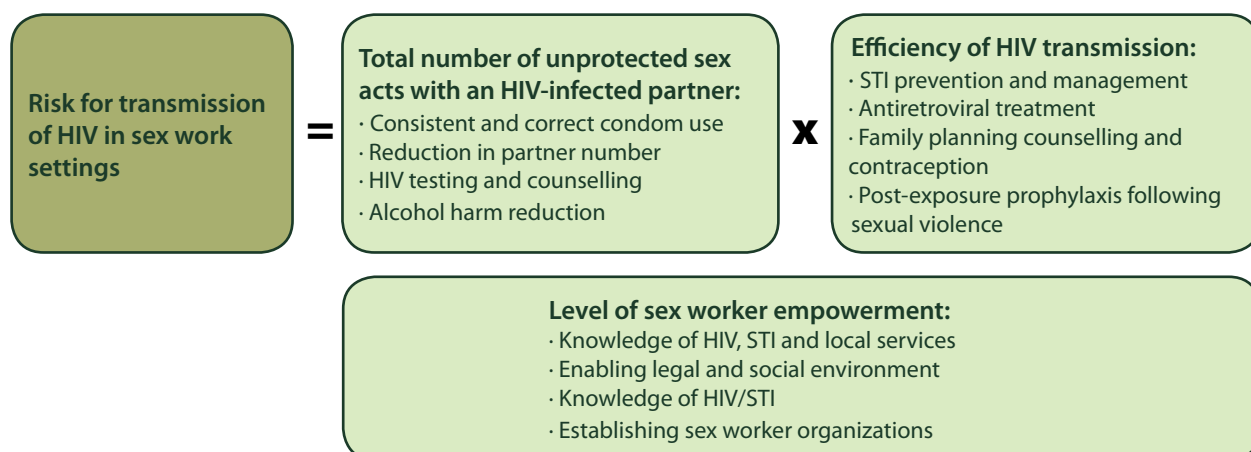 Risk for transmission
of HIV in sex work
settings
=
Total number of unprotected sex
acts with an HIV-infected partner:
· Consistent and correct condom use
· Reduction in partner number
· HIV testing and counselling
· Alcohol harm reduction
x
Efficiency of HIV transmission:
· STI prevention and management
· Antiretroviral treatment
· Family planning counselling and
contraception
· Post-exposure prophylaxis following
sexual violence
Level of sex worker empowerment:
· Knowledge of HIV, STI and local services
· Enabling legal and social environment
· Knowledge of HIV/STI
· Establishing sex worker organizations